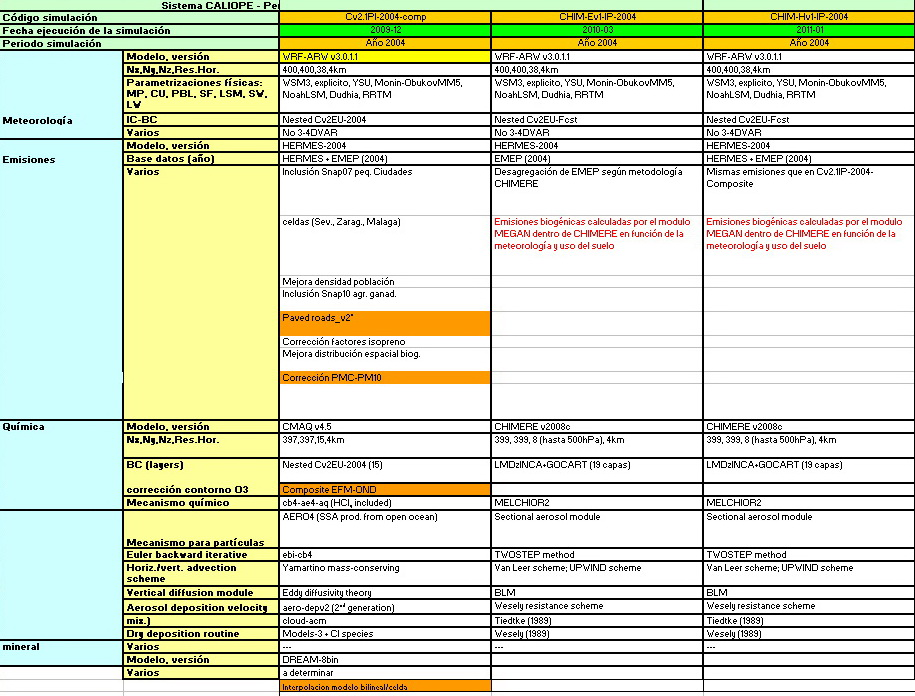 Sistema CALIOPE - Per
Código simulación Cv2.1PI-2004-comp CHIM-Ev1-IP-2004 CHIM-Hv1-IP-2004
Fecha ejecución de la simulación 2009-12 2010-03 2011-01
Periodo simulación Año 2004 Año 2004 Año 2004
Modelo, versión WRF-ARW v3.0.1.1 WRF-ARW v3.0.1.1 WRF-ARW v3.0.1.1
Nx,Ny,Nz,Res.Hor. 400,400,38,4km 400,400,38,4km 400,400,38,4km
Parametrizaciones físicas: WSM3, explicito, YSU, Monin-ObukovMM5, WSM3, explicito, YSU, Monin-ObukovMM5, WSM3, explicito, YSU, Monin-ObukovMM5,
MP, CU, PBL, SF, LSM, SW, NoahLSM, Dudhia, RRTM NoahLSM, Dudhia, RRTM NoahLSM, Dudhia, RRTM
LW
Meteorología IC-BC Nested Cv2EU-2004 Nested Cv2EU-Fcst Nested Cv2EU-Fcst
Varios No 3-4DVAR No 3-4DVAR No 3-4DVAR
Modelo, versión HERMES-2004 HERMES-2004 HERMES-2004
Emisiones Base datos (año) HERMES + EMEP (2004) EMEP (2004) HERMES + EMEP (2004)
Varios Inclusión Snap07 peq. Ciudades Desagregación de EMEP según metodología Mismas emisiones que en Cv2.1IP-2004-
CHIMERE Composite
celdas (Sev., Zarag., Malaga) Emisiones biogénicas calculadas por el modulo Emisiones biogénicas calculadas por el modulo
MEGAN dentro de CHIMERE en función de la MEGAN dentro de CHIMERE en función de la
meteorología y uso del suelo meteorología y uso del suelo
Mejora densidad población
Inclusión Snap10 agr. ganad.
Paved roads_v2"
Corrección factores isopreno
Mejora distribución espacial biog.
Corrección PMC-PM10
Química Modelo, versión CMAQ v4.5 CHIMERE v2008c CHIMERE v2008c
Nx,Ny,Nz,Res.Hor. 397,397,15,4km 399, 399, 8 (hasta 500hPa), 4km 399, 399, 8 (hasta 500hPa), 4km
BC (layers) Nested Cv2EU-2004 (15) LMDzINCA+GOCART (19 capas) LMDzINCA+GOCART (19 capas)
corrección contorno O3 Composite EFM-OND
Mecanismo químico cb4-ae4-aq (HCl, included) MELCHIOR2 MELCHIOR2
AERO4 (SSA prod. from open ocean) Sectional aerosol module Sectional aerosol module
Mecanismo para partículas
Euler backward iterative ebi-cb4 TWOSTEP method TWOSTEP method
Horiz./vert. advection Yamartino mass-conserving Van Leer scheme; UPWIND scheme Van Leer scheme; UPWIND scheme
scheme
Vertical diffusion module Eddy diffusivity theory BLM BLM
Aerosol deposition velocity aero-depv2 (2nd generation) Wesely resistance scheme Wesely resistance scheme
mix.) cloud-acm Tiedtke (1989) Tiedtke (1989)
Dry deposition routine Models-3 + Cl species Wesely (1989) Wesely (1989)
mineral Varios --- --- ---
Modelo, versión DREAM-8bin
Varios a determinar
Interpolacion modelo bilineal/celda